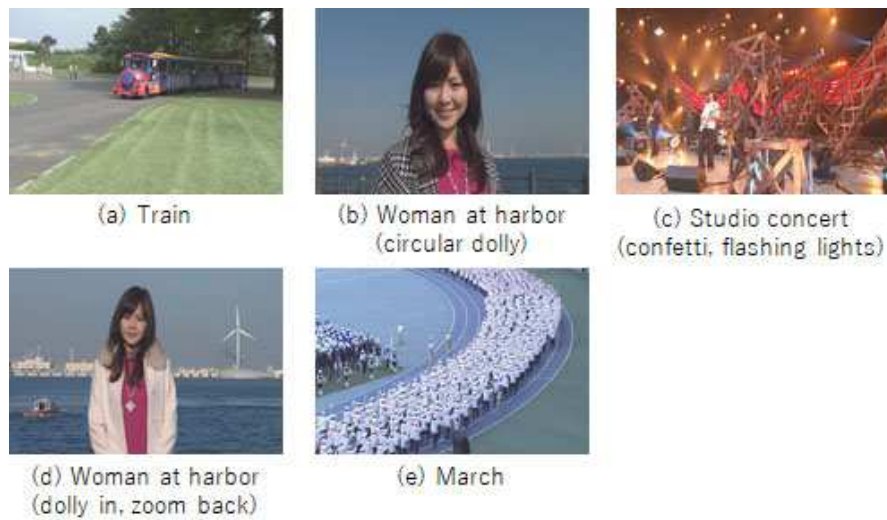 (a) Train
(b) Woman at harbor
(circular dolly)
(c) Studio concert
(confetti, flashing lights)
(d) Woman at harbor
(dolly in, zoom back)
(e) March